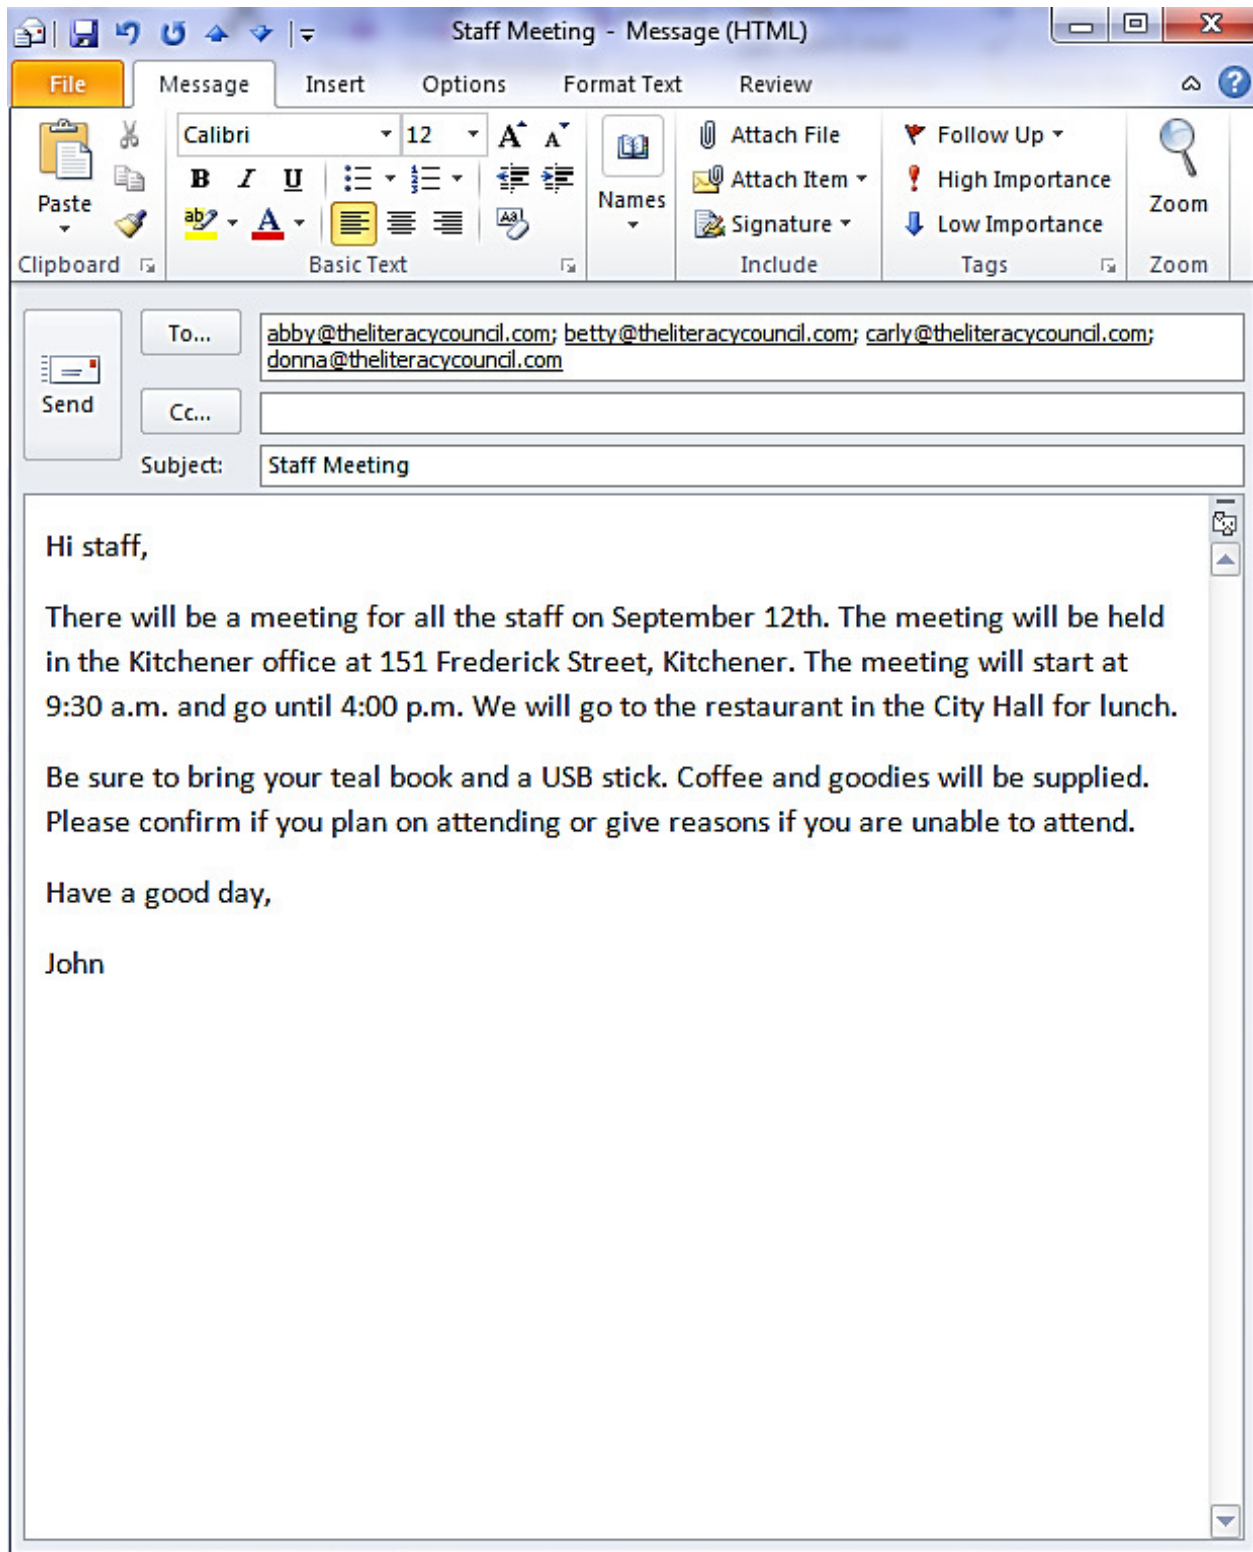 Staff Meeting - Message (HTML)
File Message Insert Options Format Text Review
Calibri 12 Attach File Follow Up
B I U Attach Item High Importance
Paste Names Zoom
Signature Low Importance
Clipboard Basic Text Include Tags Zoom
To... abby@theliteracycouncil.com; betty@theliteracycouncil.com; carly@theliteracycouncil.com;
donna@theliteracycouncil.com
Send Cc...
Subject: Staff Meeting
Hi staff,
There will be a meeting for all the staff on September 12th. The meeting will be held
in the Kitchener office at 151 Frederick Street, Kitchener. The meeting will start at
9:30 a.m. and go until 4:00 p.m. We will go to the restaurant in the City Hall for lunch.
Be sure to bring your teal book and a USB stick. Coffee and goodies will be supplied.
Please confirm if you plan on attending or give reasons if you are unable to attend.
Have a good day,
John